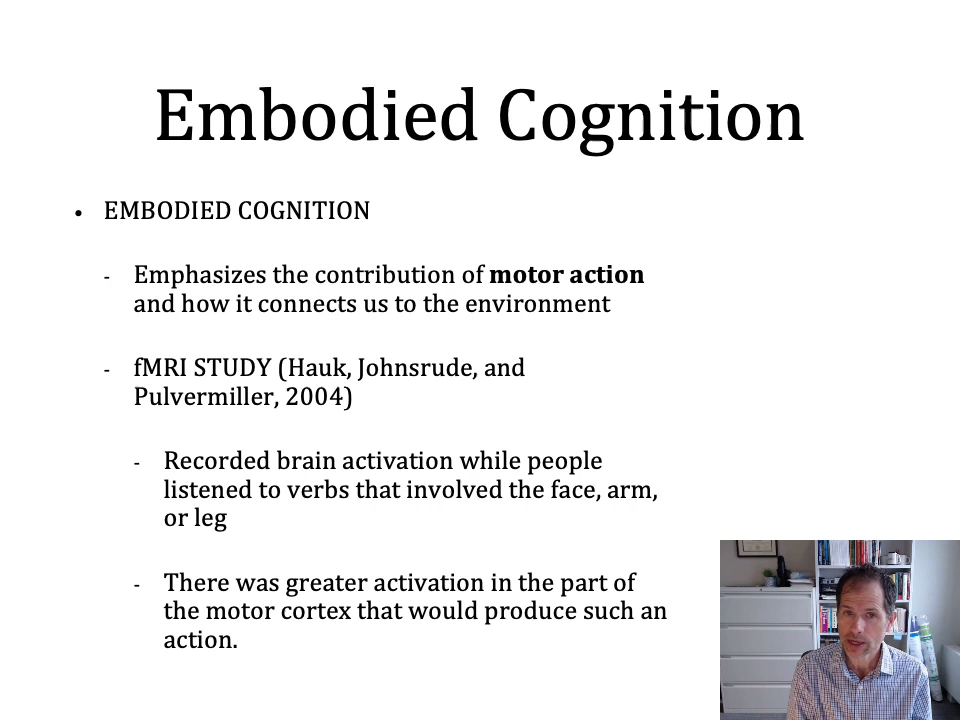 Embodied Cognition
• EMBODIED COGNITION
- Emphasizes the contribution of motor action
and how it connects us to the environment
- fMRI STUDY (Hauk, Johnsrude, and
Pulvermiller, 2004)
- Recorded brain activation while people
listened to verbs that involved the face, arm,
or leg
- There was greater activation in the part of
the motor cortex that would produce such an
action.